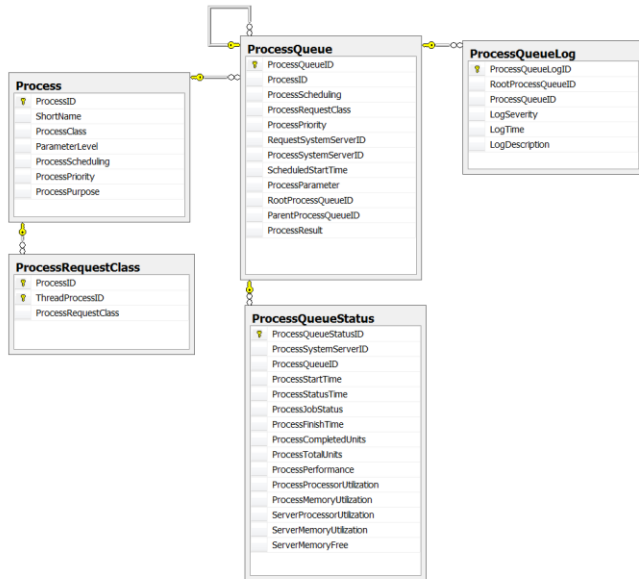 ProcessQueue
ProcessQueueID
ProcessID
ProcessScheduling
ProcessRequestClass
ProcessPriority
RequestSystemServerID
ProcessSystemServerID
ScheduledStartTime
ProcessParameter
RootProcessQueueID
ParentProcessQueueID
ProcessResult
ProcessQueueLog
ProcessQueueLogID
RootProcessQueueID
ProcessQueueID
LogSeverity
LogTime
LogDescription
Process
ProcessID
ShortName
ProcessClass
ParameterLevel
ProcessScheduling
ProcessPriority
ProcessPurpose
ProcessRequestClass
ProcessID
ThreadProcessID
ProcessRequestClass
ProcessQueueStatus
ProcessQueueStatusID
ProcessSystemServerID
ProcessQueueID
ProcessStartTime
ProcessStatusTime
ProcessJobStatus
ProcessFinishTime
ProcessCompletedUnits
ProcessTotalUnits
ProcessPerformance
ProcessProcessorUtilization
ProcessMemoryUtilization
ServerProcessorUtilization
ServerMemoryUtilization
ServerMemoryFree